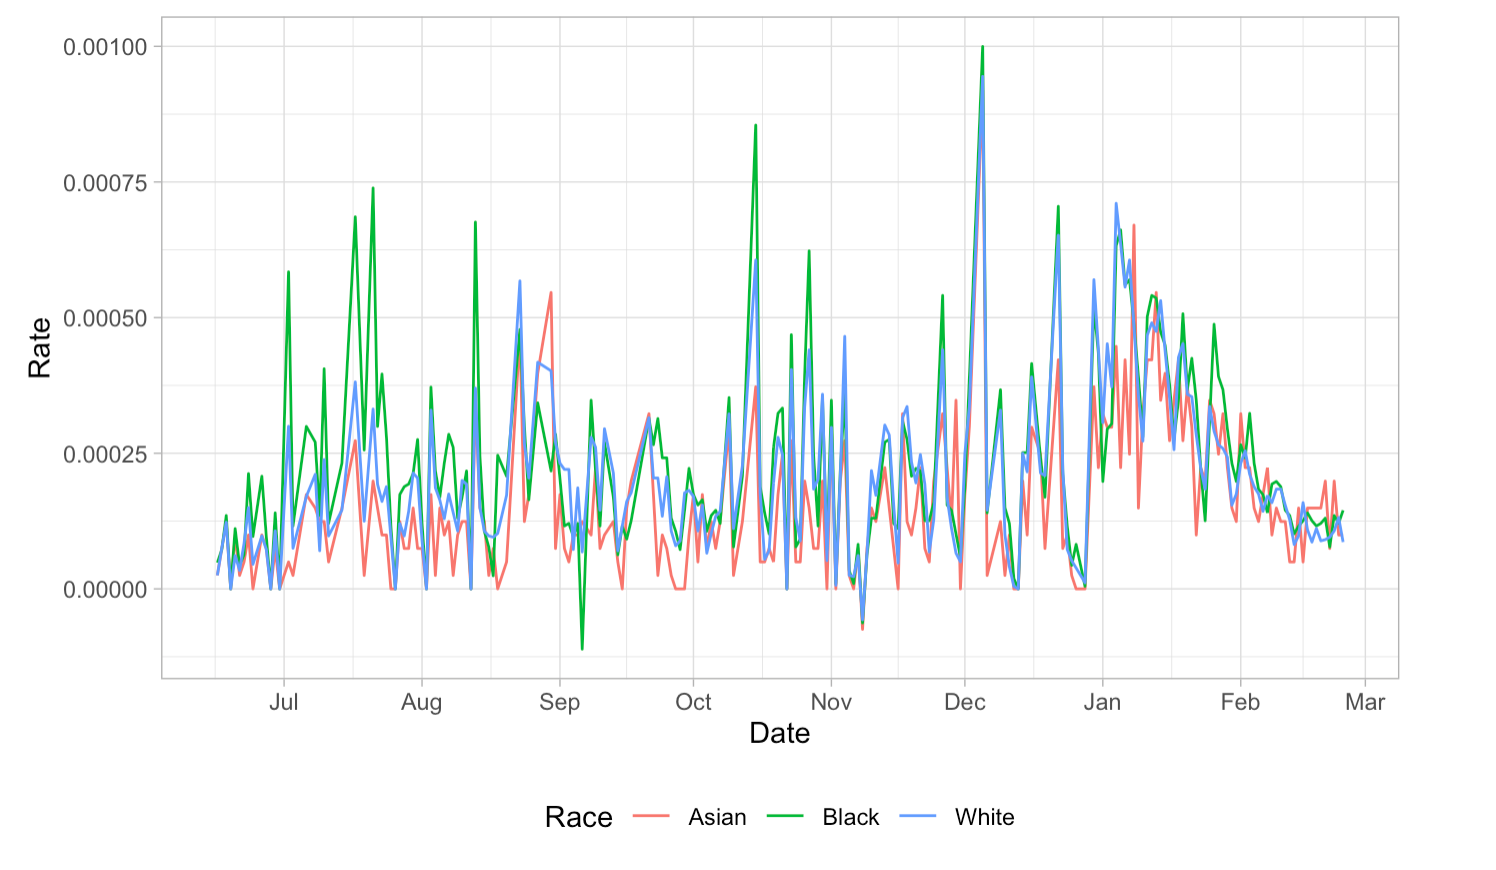 0.00100
0.00075
0.00050
0.00025
0.00000
Rate
Jul Aug Sep Oct Nov Dec Jan Feb Mar
Date
Race Asian Black White